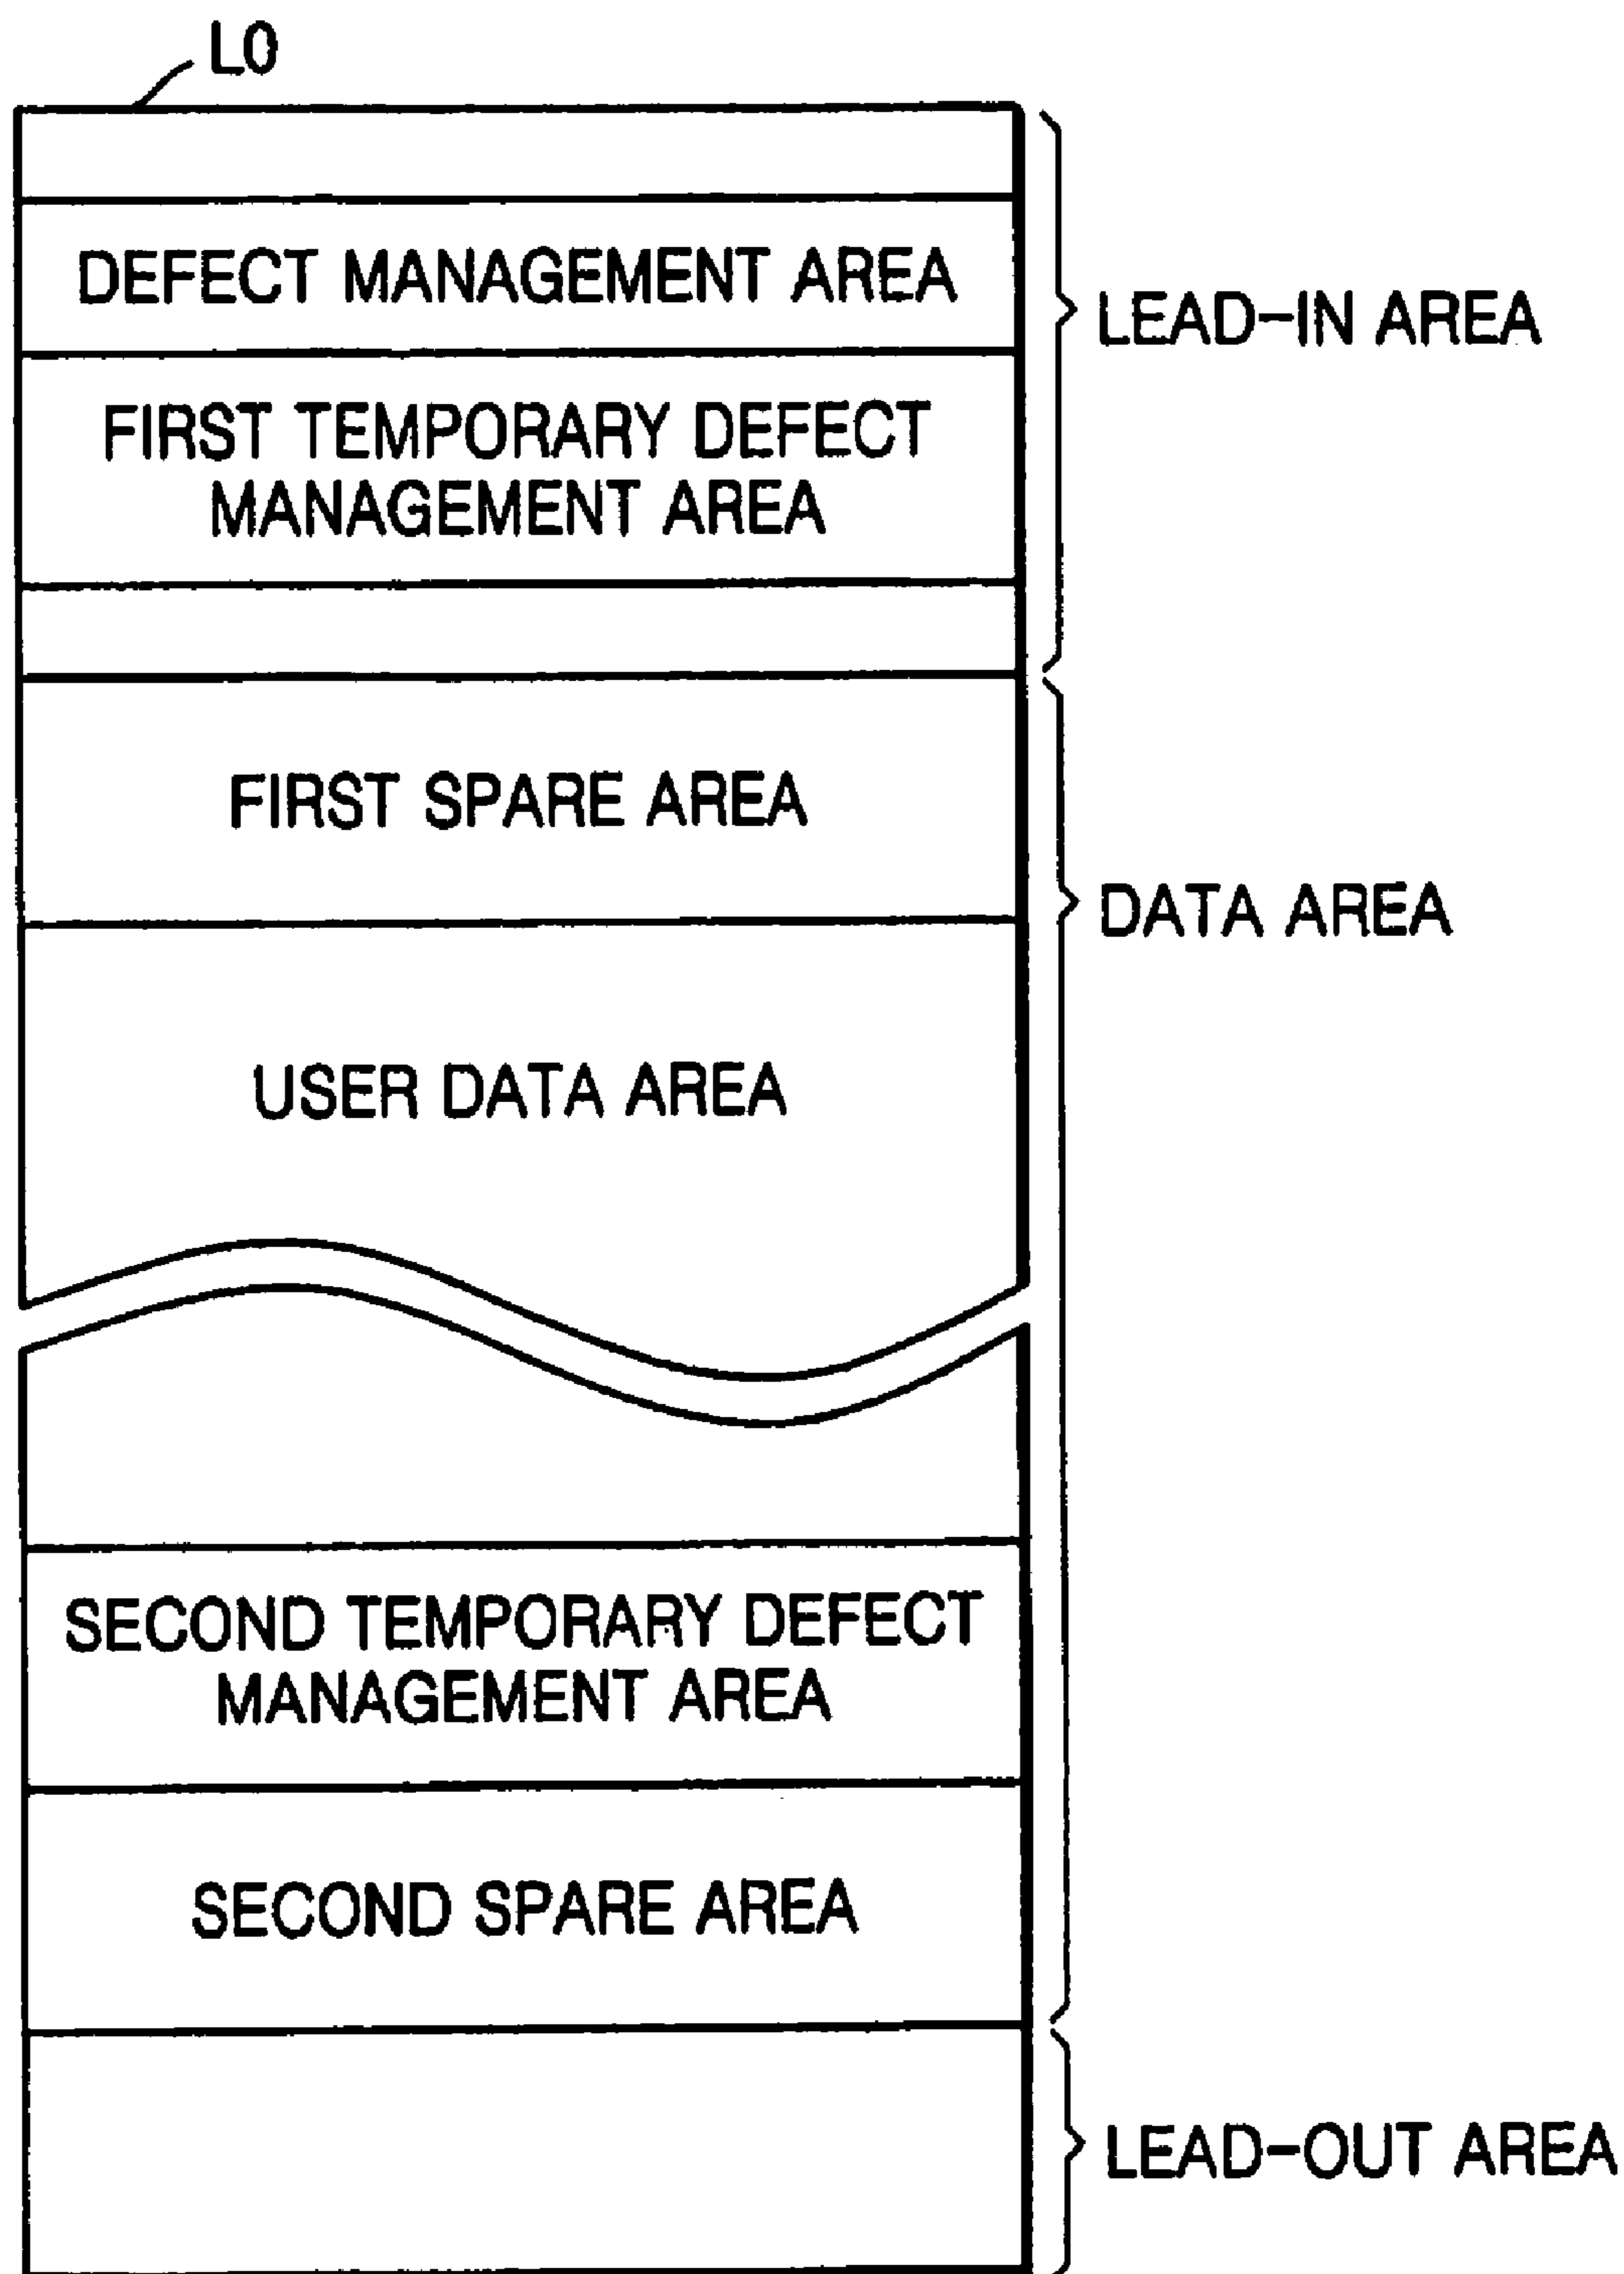 L0
DEFECT MANAGEMENT AREA
LEAD-IN AREA
FIRST TEMPORARY DEFECT
MANAGEMENT AREA
FIRST SPARE AREA
DATA AREA
USER DATA AREA
SECOND TEMPORARY DEFECT
MANAGEMENT AREA
SECOND SPARE AREA
LEAD-OUT AREA